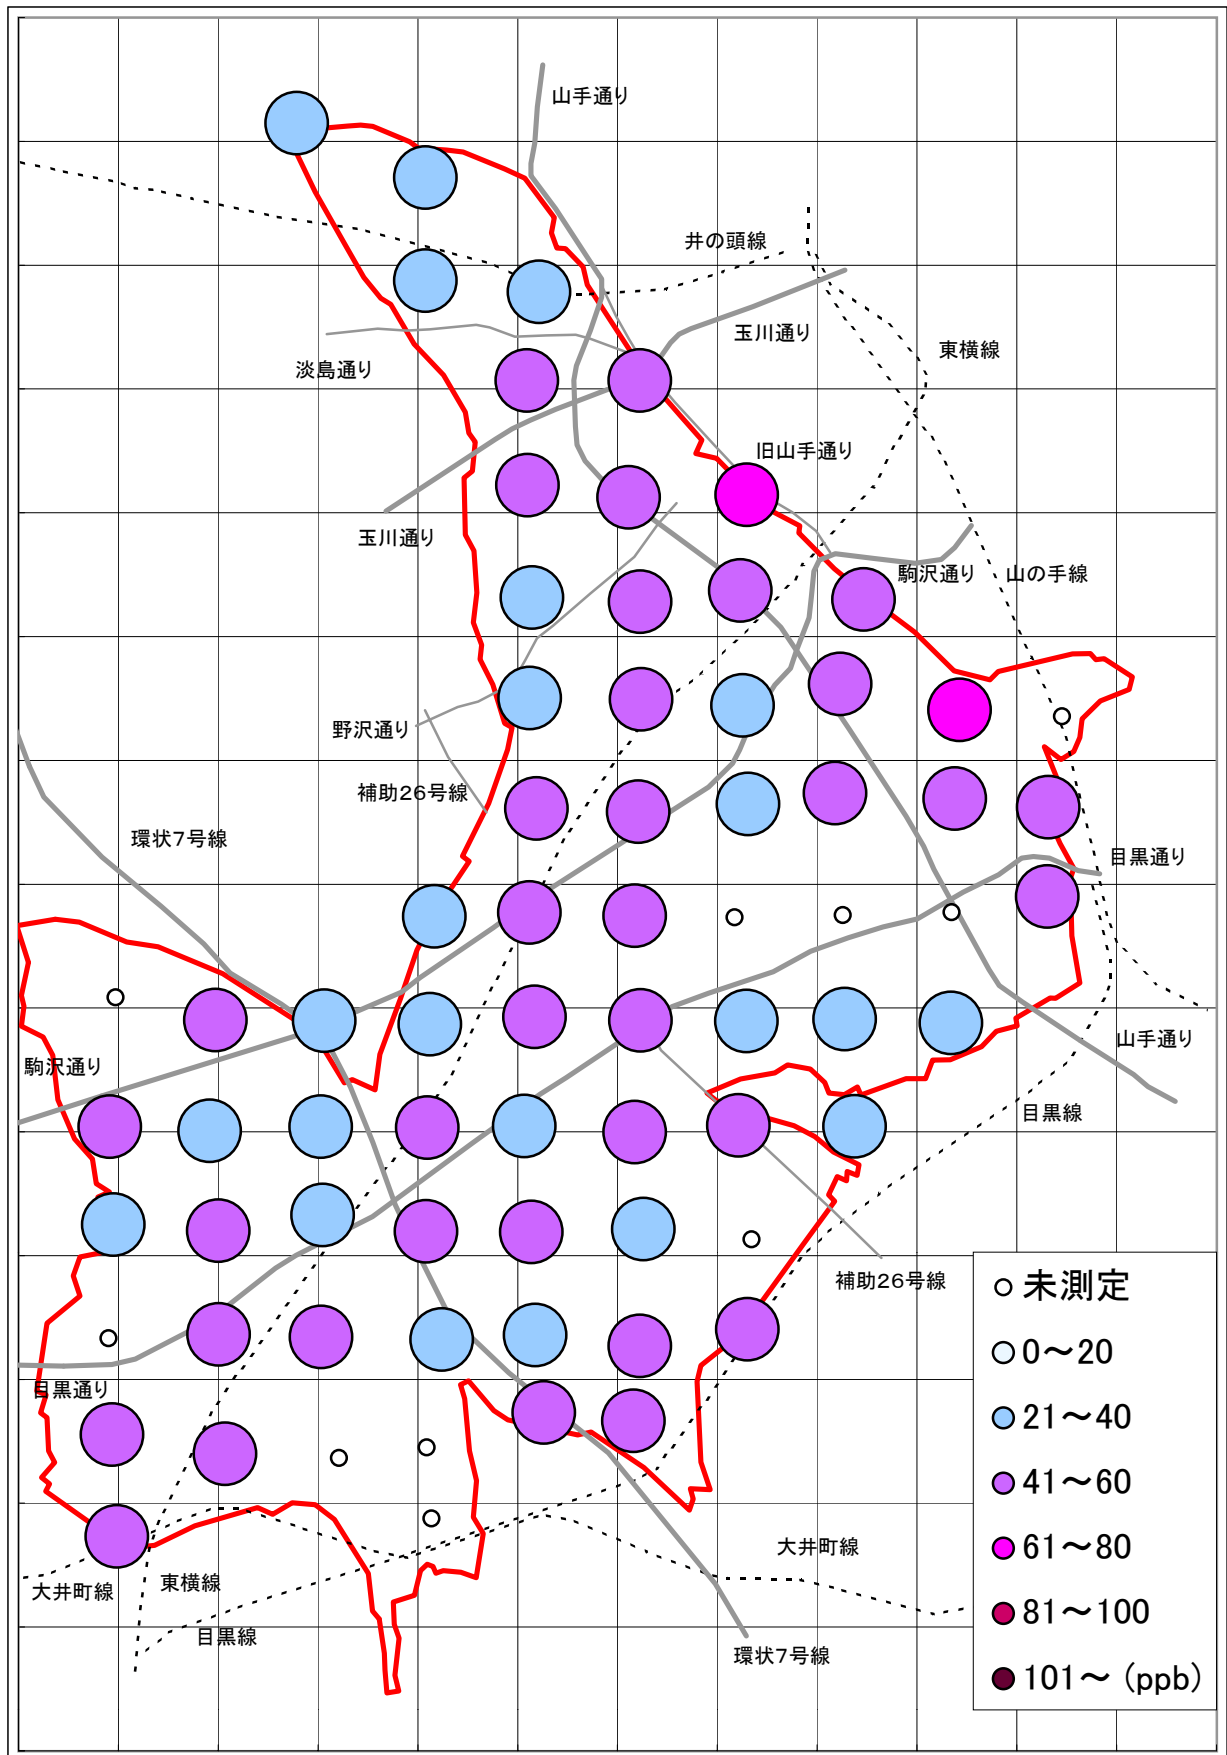 山手通り
井の頭線
玉川通り
東横線
淡島通り
旧山手通り
玉川通り
駒沢通り
山の手線
野沢通り
補助26号線
環状7号線
目黒通り
山手通り
駒沢通り
目黒線
補助26号線
目黒通り
大井町線
大井町線
東横線
目黒線
環状7号線
未測定
0～20
21～40
41～60
61～80
81～100
101～(ppb)